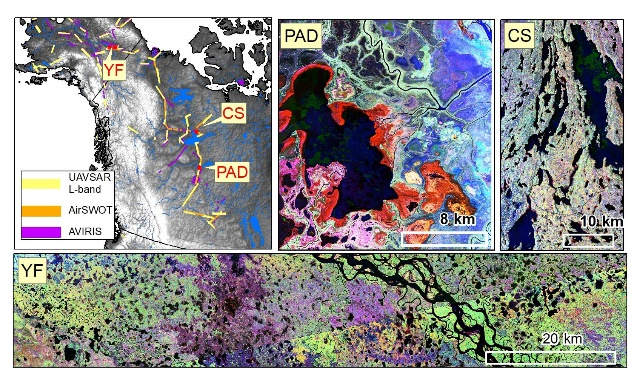 YF
CS
PAD
UAVSAR
L-band
AirSWOT
AVIRIS
PAD
8 km
CS
10 km
YF
20 km